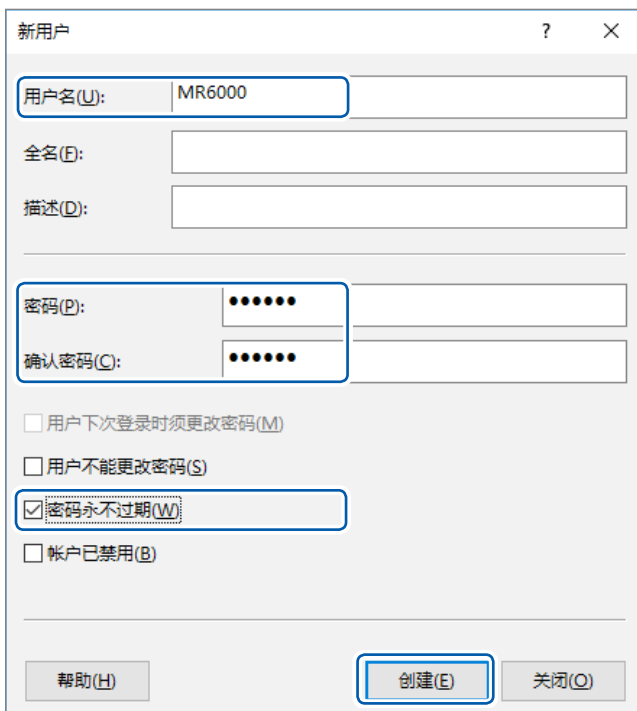 新用户 ?
用户名(U): MR6000
全名(F):
描述(D):
密码(P): ●●●●●●
确认密码(C): ●●●●●●
用户下次登录时须更改密码(M)
用户不能更改密码(S)
密码永不过期(W)
帐户已禁用(B)
帮助(H) 创建(E) 关闭(O)